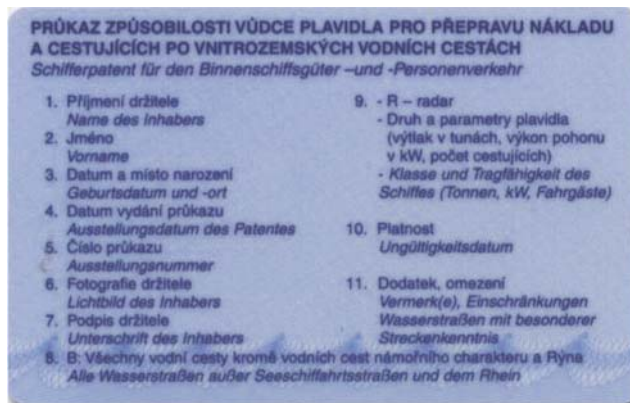 PRŮKAZ ZPŮSOBILOSTI VŮDCE PLAVIDLA PRO PŘEPRAVU NÁKLADU
A CESTUJÍCÍCH PO VNITROZEMSKÝCH VODNÍCH CESTÁCH
Schifferpatent für den Binnenschiffsgüter –und -Personenverkehr
1. Příjmení držitele
Name des Inhabers
2. Jméno
Vorname
3. Datum a místo narození
Geburtsdatum und -ort
4. Datum vydání průkazu
Ausstellungsdatum des Patentes
5. Číslo průkazu
Ausstellungsnummer
6. Fotografie držitele
Lichtbild des Inhabers
7. Podpis držitele
Unterschrift des Inhabers
9. - R – radar
- Druh a parametry plavidla
(výtlak v tunách, výkon pohonu
v kW, počet cestujících)
- Klasse und Tragfähigkeit des
Schiffes (Tonnen, kW, Fahrgäste)
10. Platnost
Ungültigkeitsdatum
11. Dodatek, omezení
Vermerk(e), Einschränkungen
Wasserstraßen mit besonderer
Streckenkenntnis
8. B: Všechny vodní cesty kromě vodních cest námořního charakteru a Rýna
Alle Wasserstraßen außer Seeschiffahrtsstraßen und dem Rhein